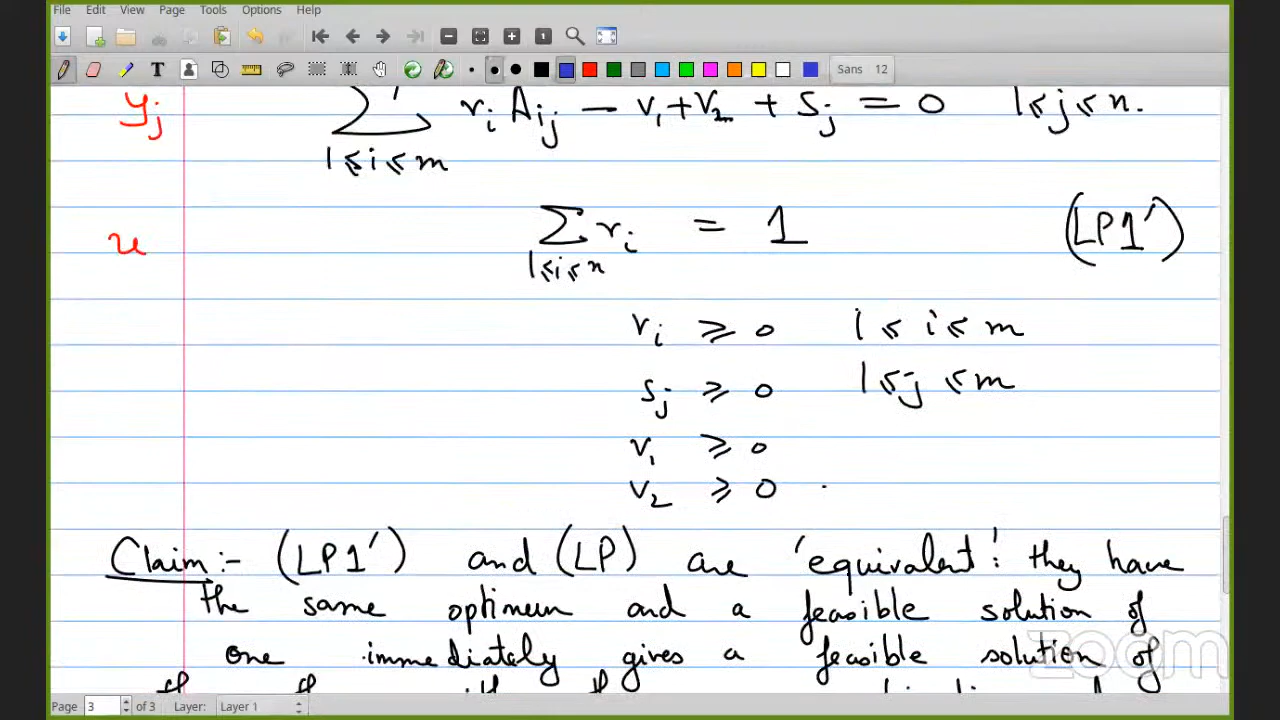 File Edit View Page Tools Options Help
Sans 12
y_j ∑ r_i A_{ij} - v_1 + v_2 + s_j = 0 1 ≤ j ≤ n.
1 ≤ i ≤ m
u ∑ r_i = 1 (LP1')
1 ≤ i ≤ n
r_i ≥ 0 1 ≤ i ≤ m
s_j ≥ 0 1 ≤ j ≤ m
v_1 ≥ 0
v_2 ≥ 0
Claim:- (LP1') and (LP) are 'equivalent': they have
the same optimum and a feasible solution of
one immediately gives a feasible solution of
zoom
Page 3 of 3 Layer: Layer 1